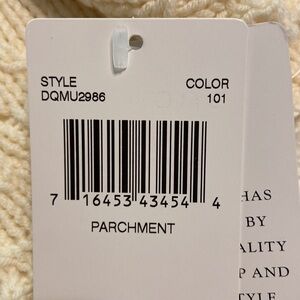 STYLE COLOR
DQMU2986 101
7 16453 43454 4
PARCHMENT
HAS
BY
ALITY
P AND
TYLE